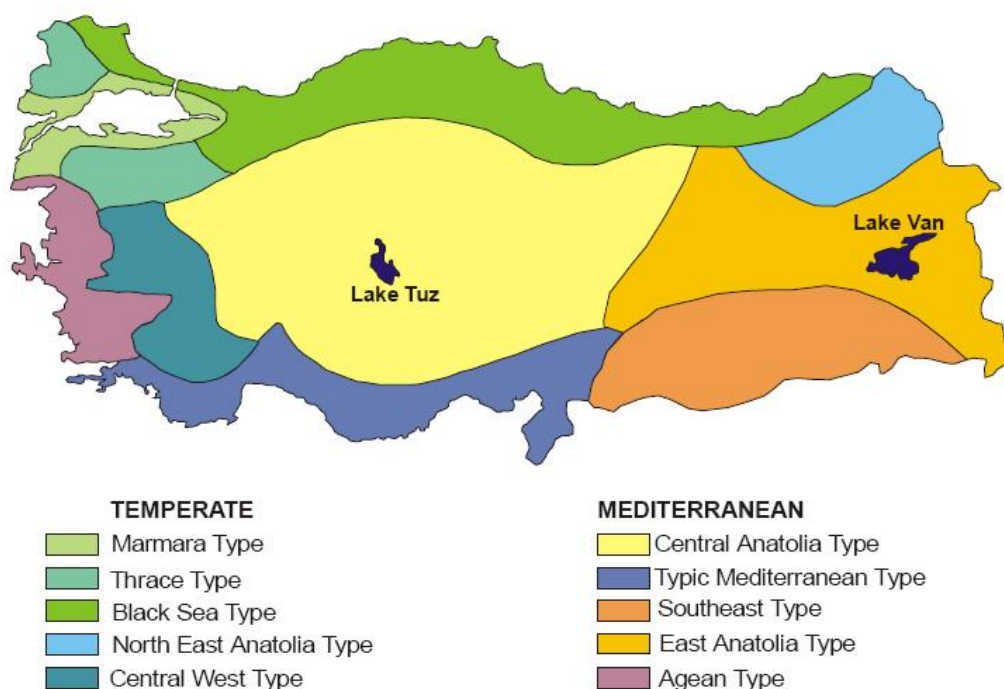 Lake Van
Lake Tuz
TEMPERATE
Marmara Type
Thrace Type
Black Sea Type
North East Anatolia Type
Central West Type
MEDITERRANEAN
Central Anatolia Type
Typic Mediterranean Type
Southeast Type
East Anatolia Type
Agean Type